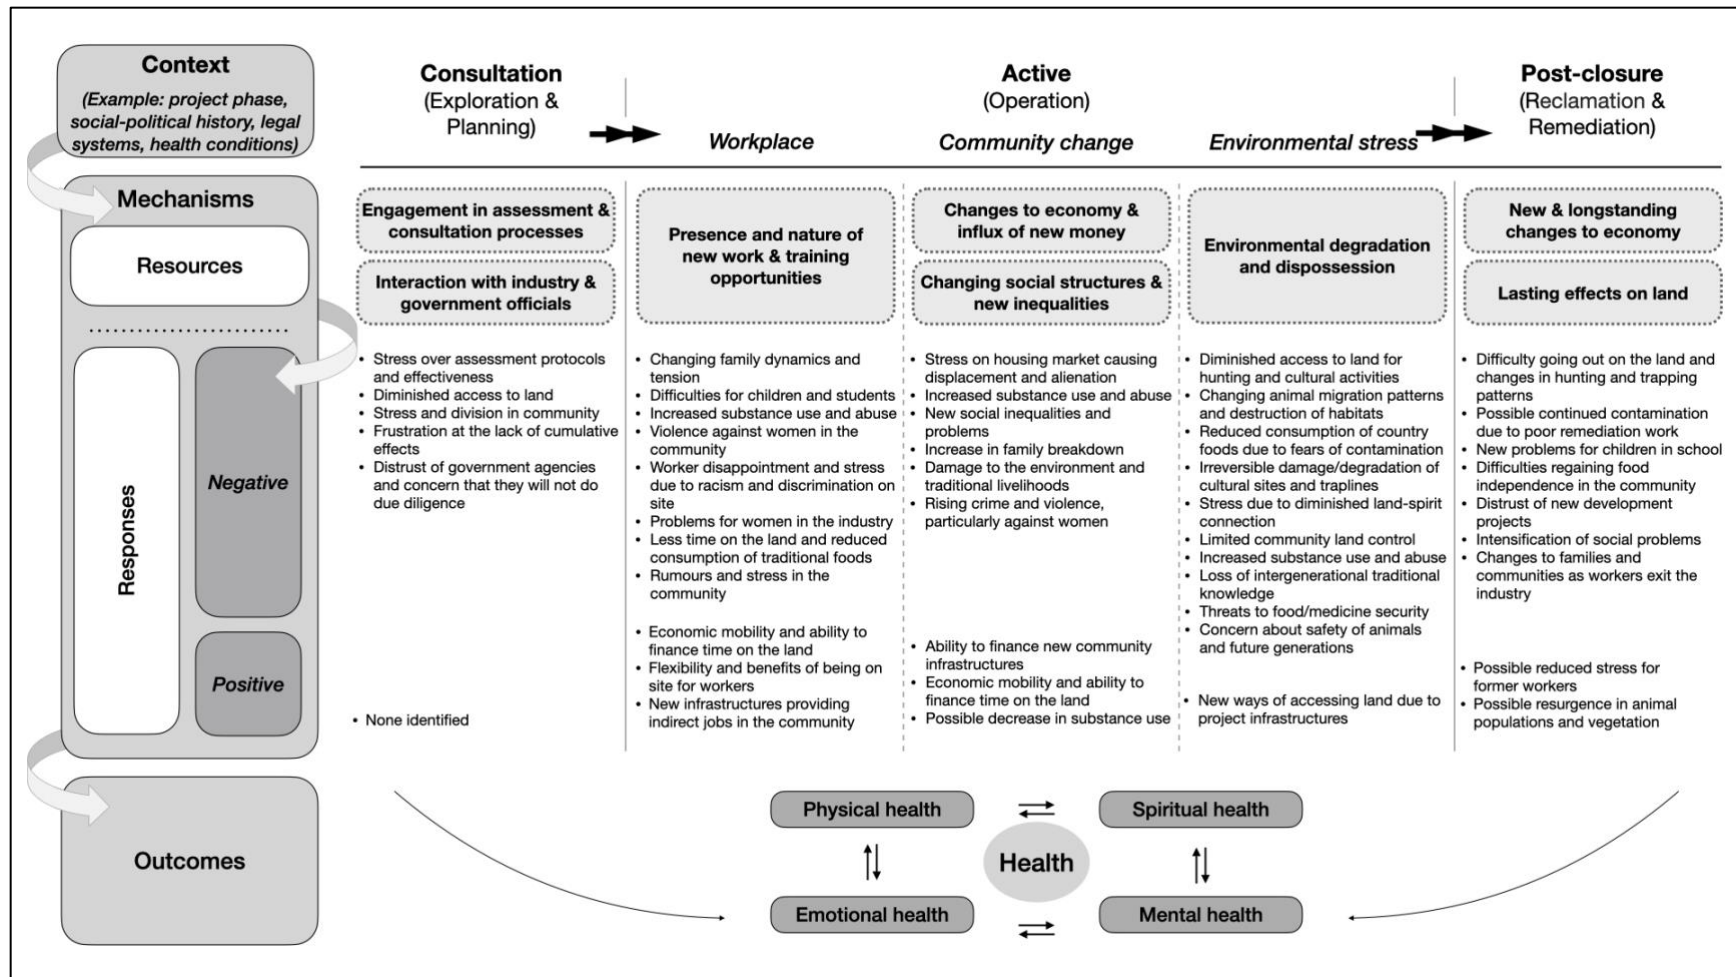 Context
(Example: project phase,
social-political history, legal
systems, health conditions)
Mechanisms
Resources
Responses
Negative
Positive
Outcomes
Consultation
(Exploration &
Planning)
Active
(Operation)
Workplace
Community change
Environmental stress
Post-closure
(Reclamation &
Remediation)
Engagement in assessment &
consultation processes
Interaction with industry &
government officials
• Stress over assessment protocols
and effectiveness
• Diminished access to land
• Stress and division in community
• Frustration at the lack of cumulative
effects
• Distrust of government agencies
and concern that they will not do
due diligence
• None identified
Presence and nature of
new work & training
opportunities
• Changing family dynamics and
tension
• Difficulties for children and students
• Increased substance use and abuse
• Violence against women in the
community
• Worker disappointment and stress
due to racism and discrimination on
site
• Problems for women in the industry
• Less time on the land and reduced
consumption of traditional foods
• Rumours and stress in the
community
• Economic mobility and ability to
finance time on the land
• Flexibility and benefits of being on
site for workers
• New infrastructures providing
indirect jobs in the community
Changes to economy &
influx of new money
Changing social structures &
new inequalities
• Stress on housing market causing
displacement and alienation
• Increased substance use and abuse
• New social inequalities and
problems
• Increase in family breakdown
• Damage to the environment and
traditional livelihoods
• Rising crime and violence,
particularly against women
• Ability to finance new community
infrastructures
• Economic mobility and ability to
finance time on the land
• Possible decrease in substance use
Environmental degradation
and dispossession
• Diminished access to land for
hunting and cultural activities
• Changing animal migration patterns
and destruction of habitats
• Reduced consumption of country
foods due to fears of contamination
• Irreversible damage/degradation of
cultural sites and traplines
• Stress due to diminished land-spirit
connection
• Limited community land control
• Increased substance use and abuse
• Loss of intergenerational traditional
knowledge
• Threats to food/medicine security
• Concern about safety of animals
and future generations
• New ways of accessing land due to
project infrastructures
New & longstanding
changes to economy
Lasting effects on land
• Difficulty going out on the land and
changes in hunting and trapping
patterns
• Possible continued contamination
due to poor remediation work
• New problems for children in school
• Difficulties regaining food
independence in the community
• Distrust of new development
projects
• Intensification of social problems
• Changes to families and
communities as workers exit the
industry
• Possible reduced stress for
former workers
• Possible resurgence in animal
populations and vegetation
Physical health
Spiritual health
Health
Emotional health
Mental health